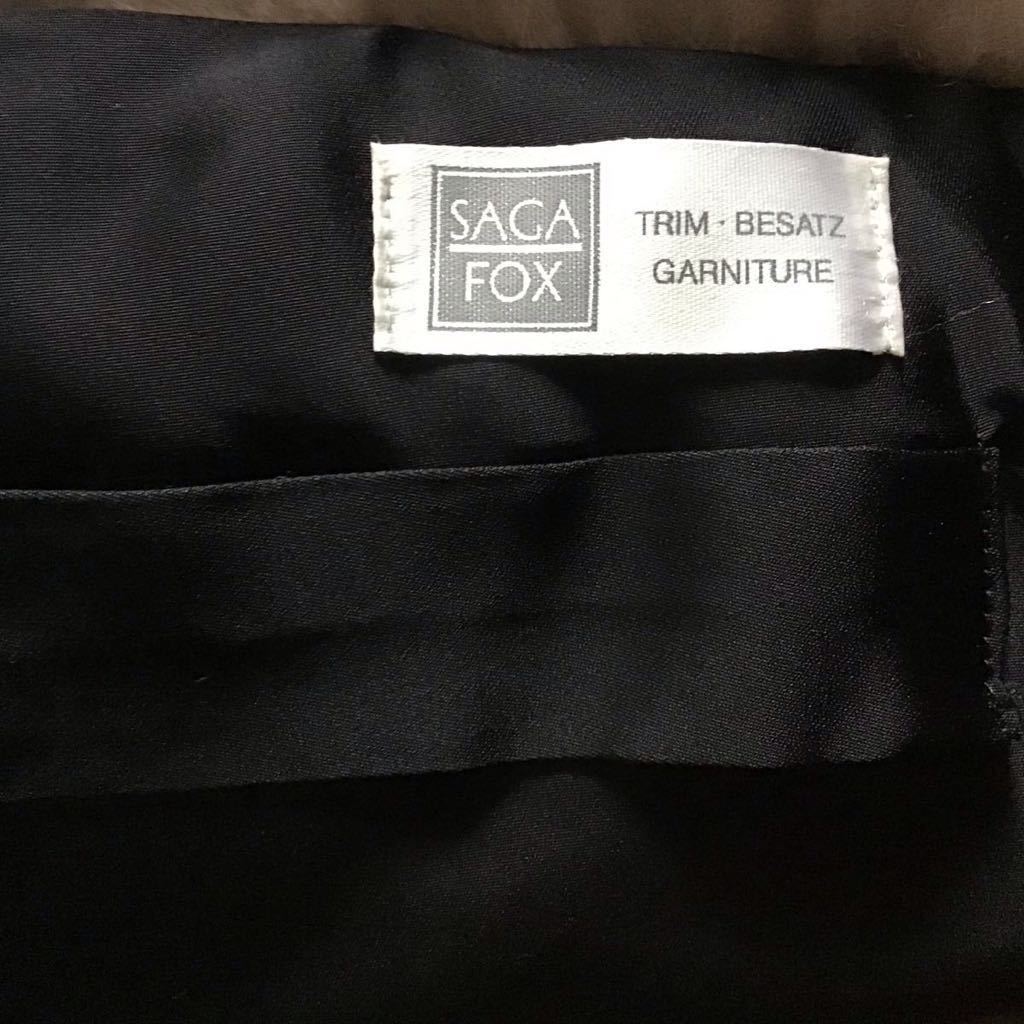 SAGA
FOX
TRIM · BESATZ
GARNITURE